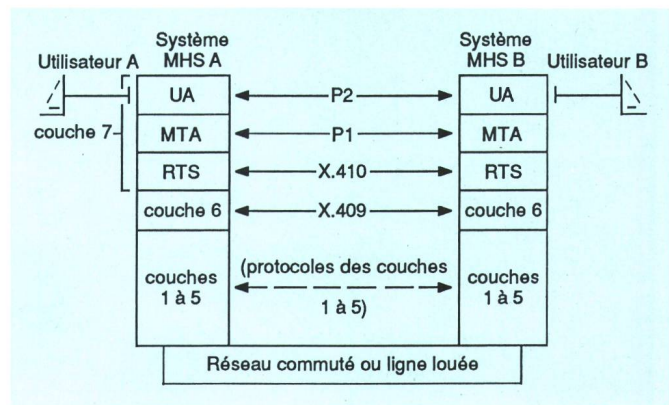 Système
MHS A
Système
MHS B
Utilisateur A
Utilisateur B
couche 7
UA
P2
UA
MTA
P1
MTA
RTS
X.410
RTS
couche 6
X.409
couche 6
couches
1 à 5
(protocoles des couches
1 à 5)
couches
1 à 5
Réseau commuté ou ligne louée